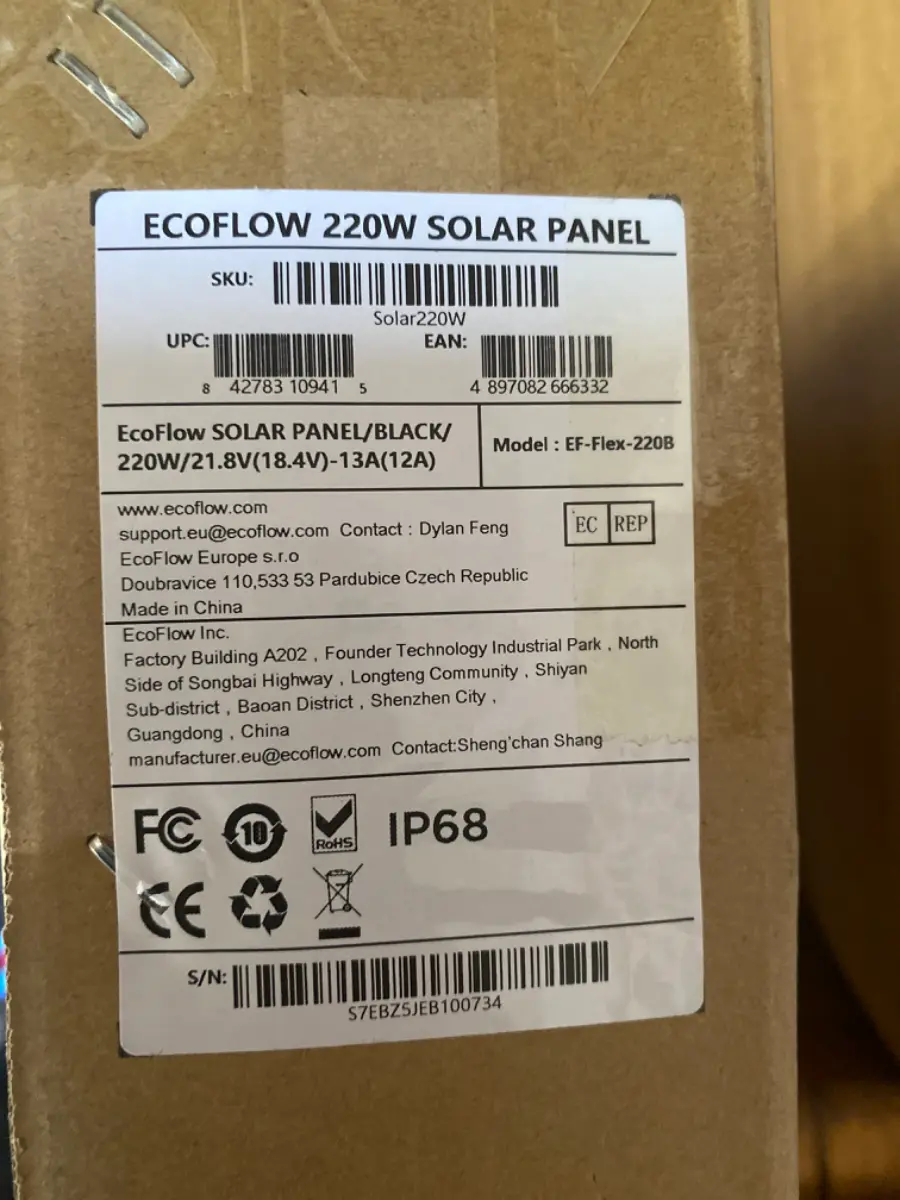 ECOFLOW 220W SOLAR PANEL
SKU:
Solar220W
UPC:
8 42783 10941 5
EAN:
4 897082 666332
EcoFlow SOLAR PANEL/BLACK/
220W/21.8V(18.4V)-13A(12A)
Model : EF-Flex-220B
www.ecoflow.com
support.eu@ecoflow.com Contact : Dylan Feng
EcoFlow Europe s.r.o
Doubravice 110,533 53 Pardubice Czech Republic
Made in China
EC REP
EcoFlow Inc.
Factory Building A202 , Founder Technology Industrial Park , North
Side of Songbai Highway , Longteng Community , Shiyan
Sub-district , Baoan District , Shenzhen City ,
Guangdong , China
manufacturer.eu@ecoflow.com Contact:Sheng'chan Shang
FC 10 RoHS IP68
CE
S/N:
S7EBZ5JEB100734